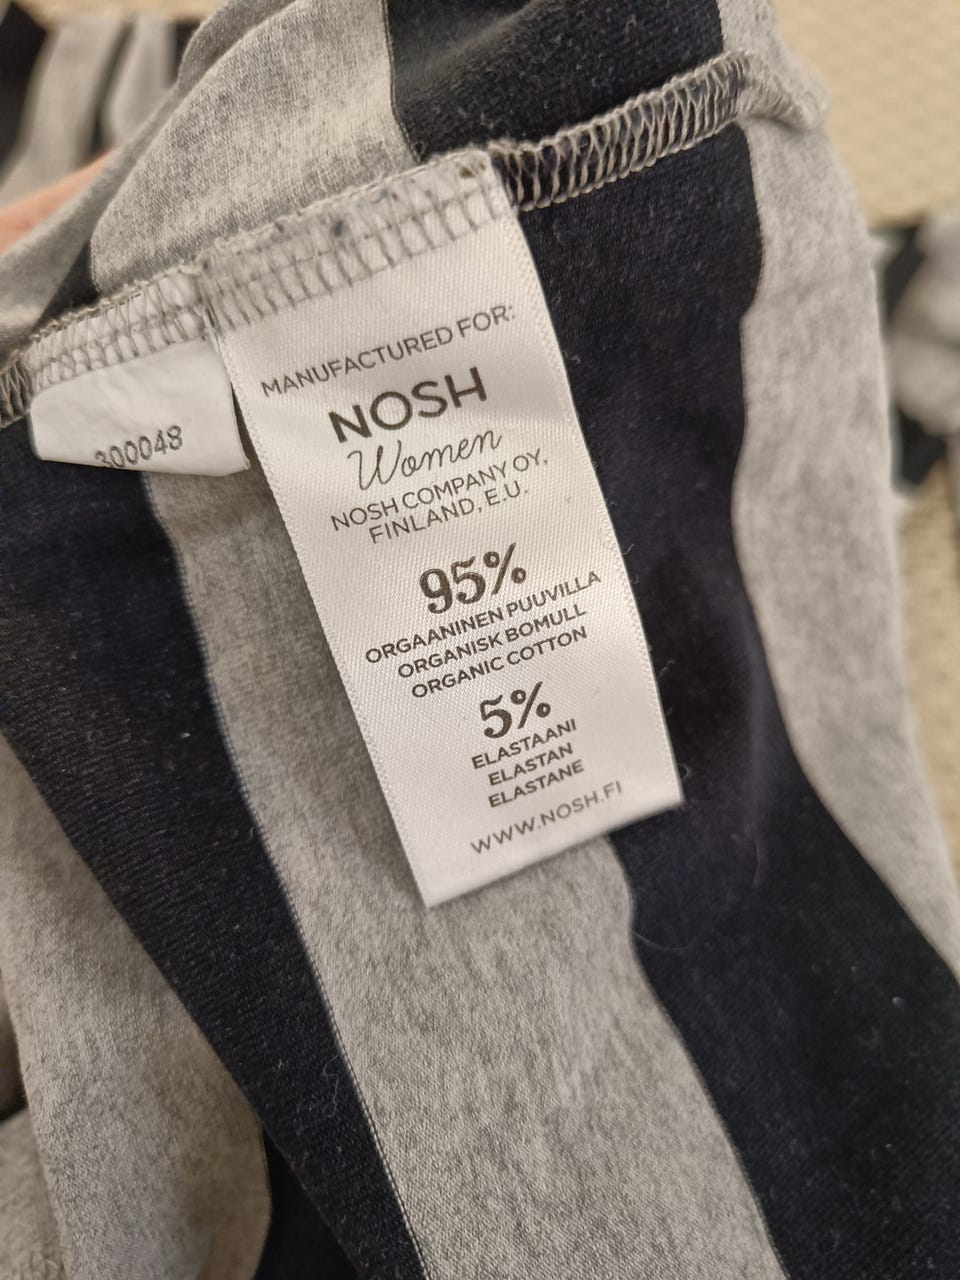 MANUFACTURED FOR:
NOSH
Women
NOSH COMPANY OY,
FINLAND, E.U.
95%
ORGAANINEN PUUVILLA
ORGANISK BOMULL
ORGANIC COTTON
5%
ELASTAANI
ELASTAN
ELASTANE
WWW.NOSH.FI
300048